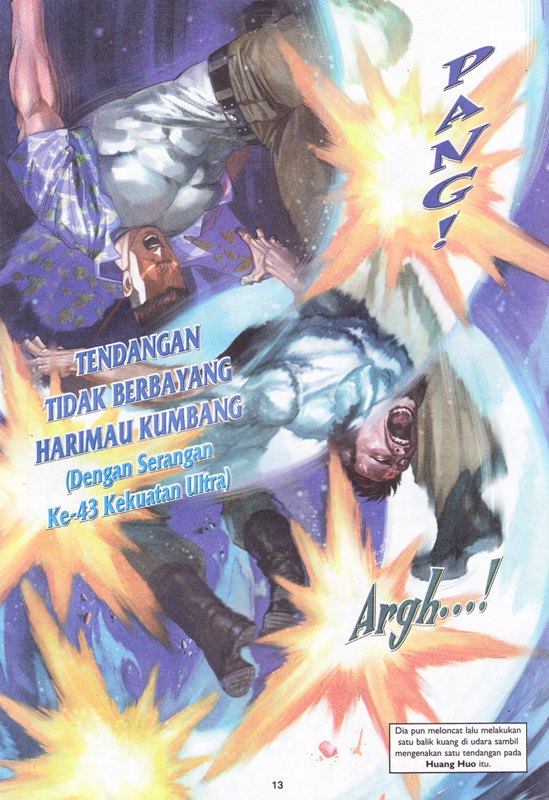 PANG!
TENDANGAN
TIDAK BERBAYANG
HARIMAU KUMBANG
(Dengan Serangan
Ke-43 Kekuatan Ultra)
Argh....!
Dia pun meloncat lalu melakukan
satu balik kuang di udara sambil
mengenakan satu tendangan pada
Huang Huo itu.
13